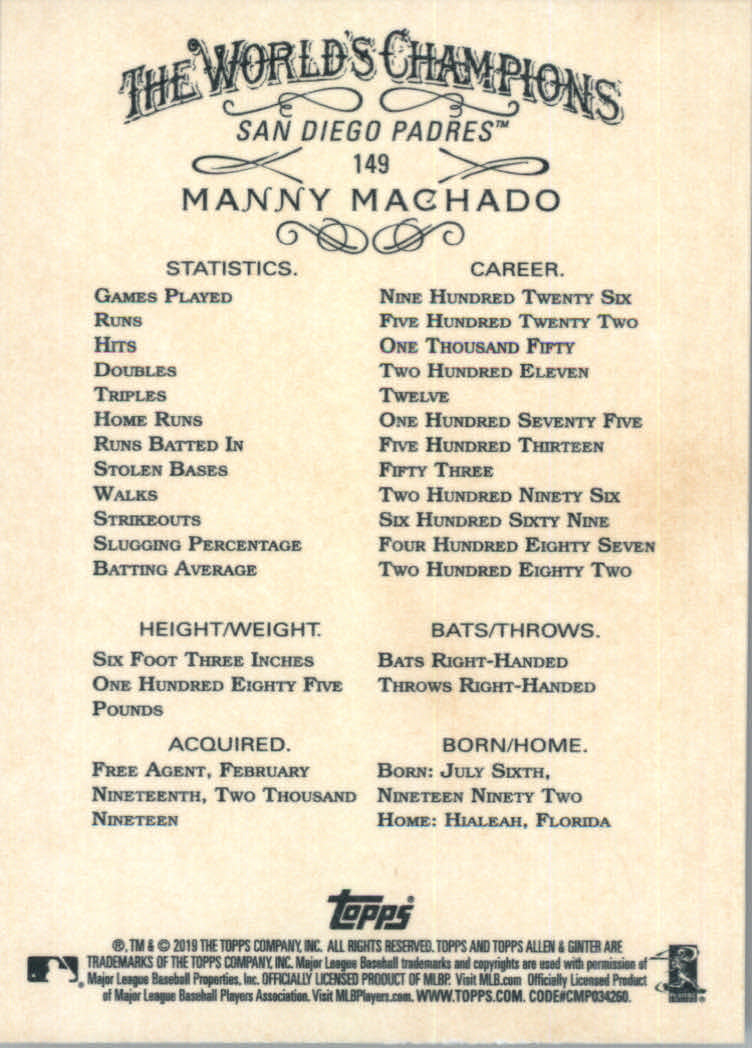 THE WORLD'S CHAMPIONS
SAN DIEGO PADRES™
149
MANNY MACHADO
STATISTICS. CAREER.
GAMES PLAYED NINE HUNDRED TWENTY SIX
RUNS FIVE HUNDRED TWENTY TWO
HITS ONE THOUSAND FIFTY
DOUBLES TWO HUNDRED ELEVEN
TRIPLES TWELVE
HOME RUNS ONE HUNDRED SEVENTY FIVE
RUNS BATTED IN FIVE HUNDRED THIRTEEN
STOLEN BASES FIFTY THREE
WALKS TWO HUNDRED NINETY SIX
STRIKEOUTS SIX HUNDRED SIXTY NINE
SLUGGING PERCENTAGE FOUR HUNDRED EIGHTY SEVEN
BATTING AVERAGE TWO HUNDRED EIGHTY TWO
HEIGHT/WEIGHT.
SIX FOOT THREE INCHES
ONE HUNDRED EIGHTY FIVE
POUNDS
BATS/THROWS.
BATS RIGHT-HANDED
THROWS RIGHT-HANDED
ACQUIRED.
FREE AGENT, FEBRUARY
NINETEENTH, TWO THOUSAND
NINETEEN
BORN/HOME.
BORN: JULY SIXTH,
NINETEEN NINETY TWO
HOME: HIALEAH, FLORIDA
topps®
®, TM & © 2019 THE TOPPS COMPANY, INC. ALL RIGHTS RESERVED. TOPPS AND TOPPS ALLEN & GINTER ARE
TRADEMARKS OF THE TOPPS COMPANY, INC. Major League Baseball trademarks and copyrights are used with permission of
Major League Baseball Properties, Inc. OFFICIALLY LICENSED PRODUCT OF MLBP. Visit MLB.com Officially Licensed Product
of Major League Baseball Players Association. Visit MLBPlayers.com. WWW.TOPPS.COM. CODE#CMP034260.